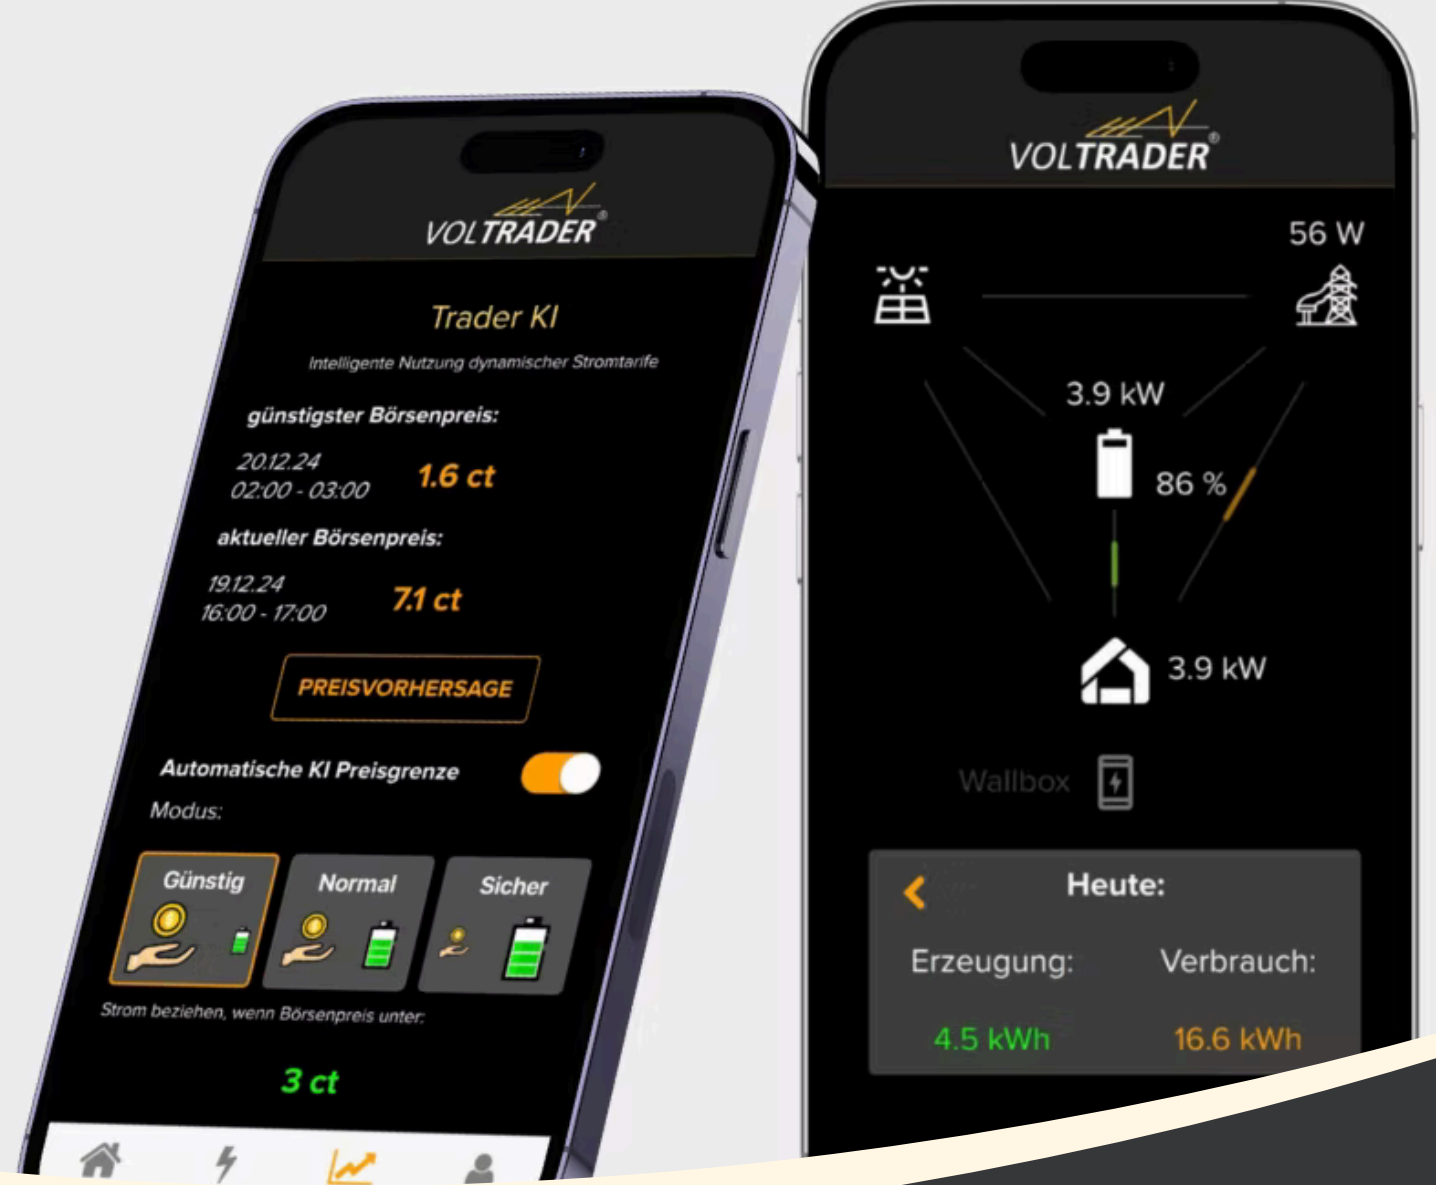 VOLTRADER®
Trader KI
Intelligente Nutzung dynamischer Stromtarife
günstigster Börsenpreis:
20.12.24
02:00 - 03:00
1.6 ct
aktueller Börsenpreis:
19.12.24
16:00 - 17:00
7.1 ct
PREISVORHERSAGE
Automatische KI Preisgrenze
Modus:
Günstig
Normal
Sicher
Strom beziehen, wenn Börsenpreis unter:
3 ct
VOLTRADER®
56 W
3.9 kW
86 %
3.9 kW
Wallbox
Heute:
Erzeugung:
Verbrauch:
4.5 kWh
16.6 kWh